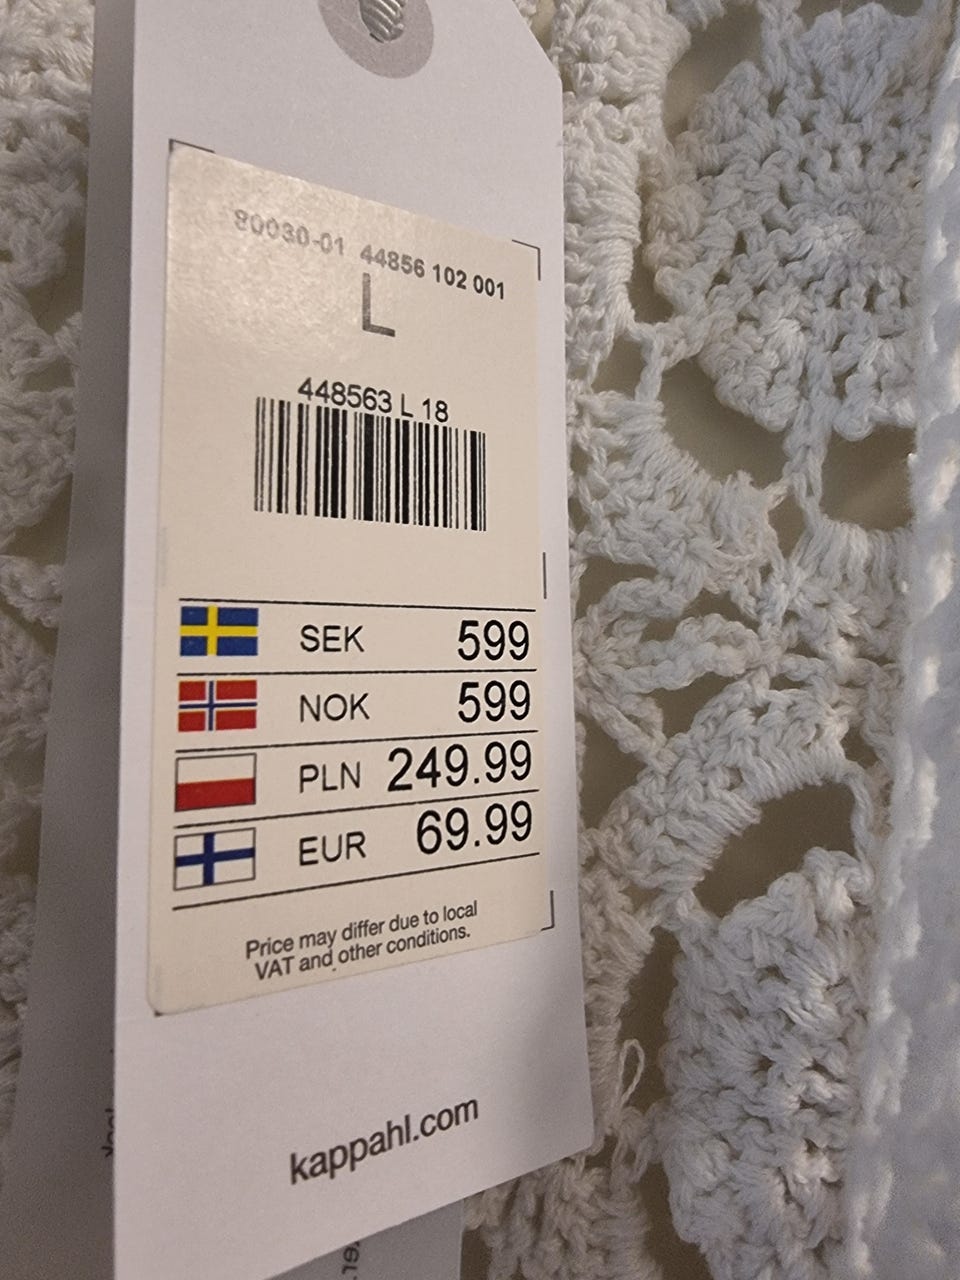 80030-01 44856 102 001
L
448563 L 18
SEK 599
NOK 599
PLN 249.99
EUR 69.99
Price may differ due to local
VAT and other conditions.
kappahl.com